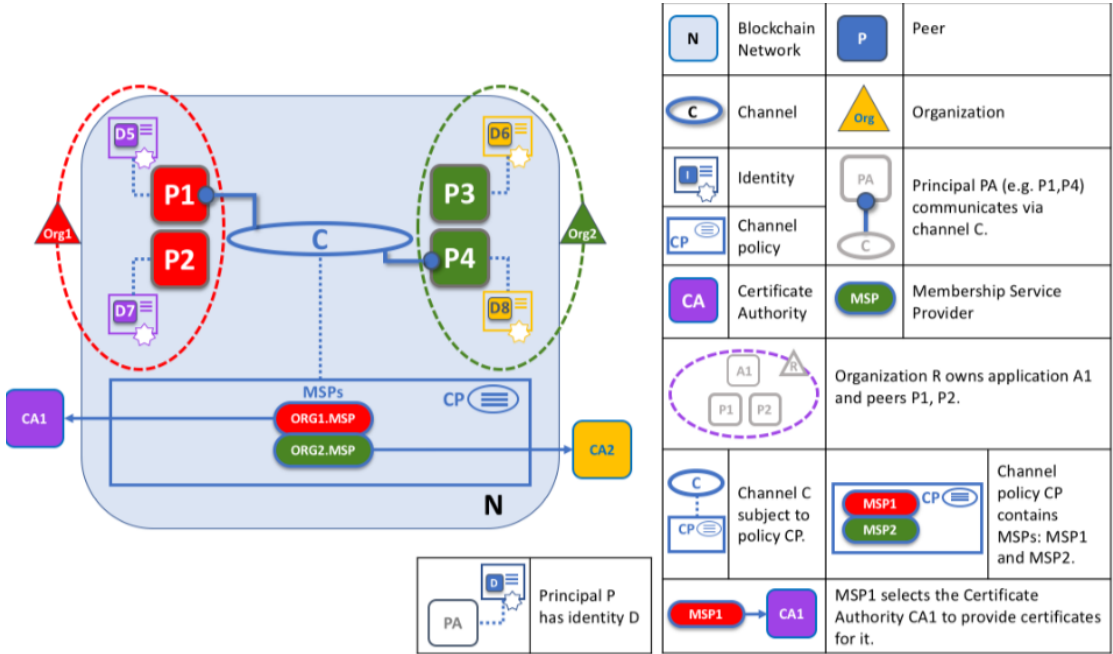 D5
D6
P1
P3
Org1
C
Org2
P2
P4
D7
D8
MSPs
CP
CA1
ORG1.MSP
ORG2.MSP
CA2
N
D
PA
Principal P
has identity D
N
Blockchain
Network
P
Peer
C
Channel
Org
Organization
I
Identity
PA
C
Principal PA (e.g. P1,P4)
communicates via
channel C.
CP
Channel
policy
CA
Certificate
Authority
MSP
Membership Service
Provider
A1
R
P1
P2
Organization R owns application A1
and peers P1, P2.
C
CP
Channel C
subject to
policy CP.
MSP1
MSP2
CP
Channel
policy CP
contains
MSPs: MSP1
and MSP2.
MSP1
CA1
MSP1 selects the Certificate
Authority CA1 to provide certificates
for it.